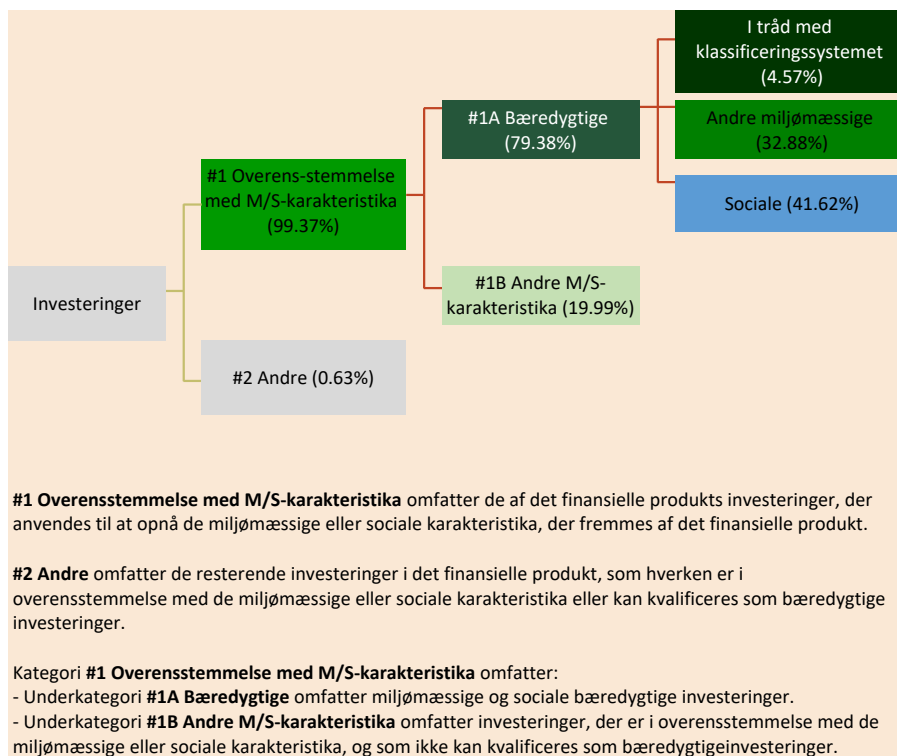 I tråd med
klassificeringssystemet
(4.57%)
#1A Bæredygtige
(79.38%)
Andre miljømæssige
(32.88%)
#1 Overens-stemmelse
med M/S-karakteristika
(99.37%)
Sociale (41.62%)
Investeringer
#1B Andre M/S-
karakteristika (19.99%)
#2 Andre (0.63%)
#1 Overensstemmelse med M/S-karakteristika omfatter de af det finansielle produkts investeringer, der
anvendes til at opnå de miljømæssige eller sociale karakteristika, der fremmes af det finansielle produkt.
#2 Andre omfatter de resterende investeringer i det finansielle produkt, som hverken er i
overensstemmelse med de miljømæssige eller sociale karakteristika eller kan kvalificeres som bæredygtige
investeringer.
Kategori #1 Overensstemmelse med M/S-karakteristika omfatter:
- Underkategori #1A Bæredygtige omfatter miljømæssige og sociale bæredygtige investeringer.
- Underkategori #1B Andre M/S-karakteristika omfatter investeringer, der er i overensstemmelse med de
miljømæssige eller sociale karakteristika, og som ikke kan kvalificeres som bæredygtigeinvesteringer.